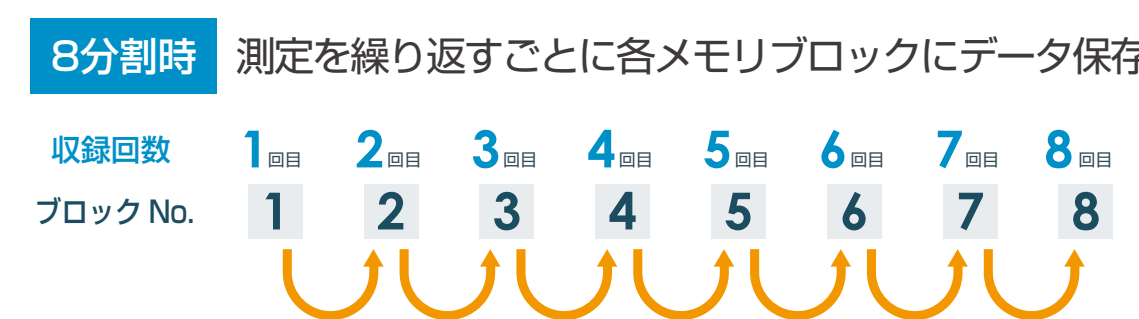 8分割時 測定を繰り返すごとに各メモリブロックにデータ保存
収録回数 1回目 2回目 3回目 4回目 5回目 6回目 7回目 8回目
ブロック No. 1 2 3 4 5 6 7 8